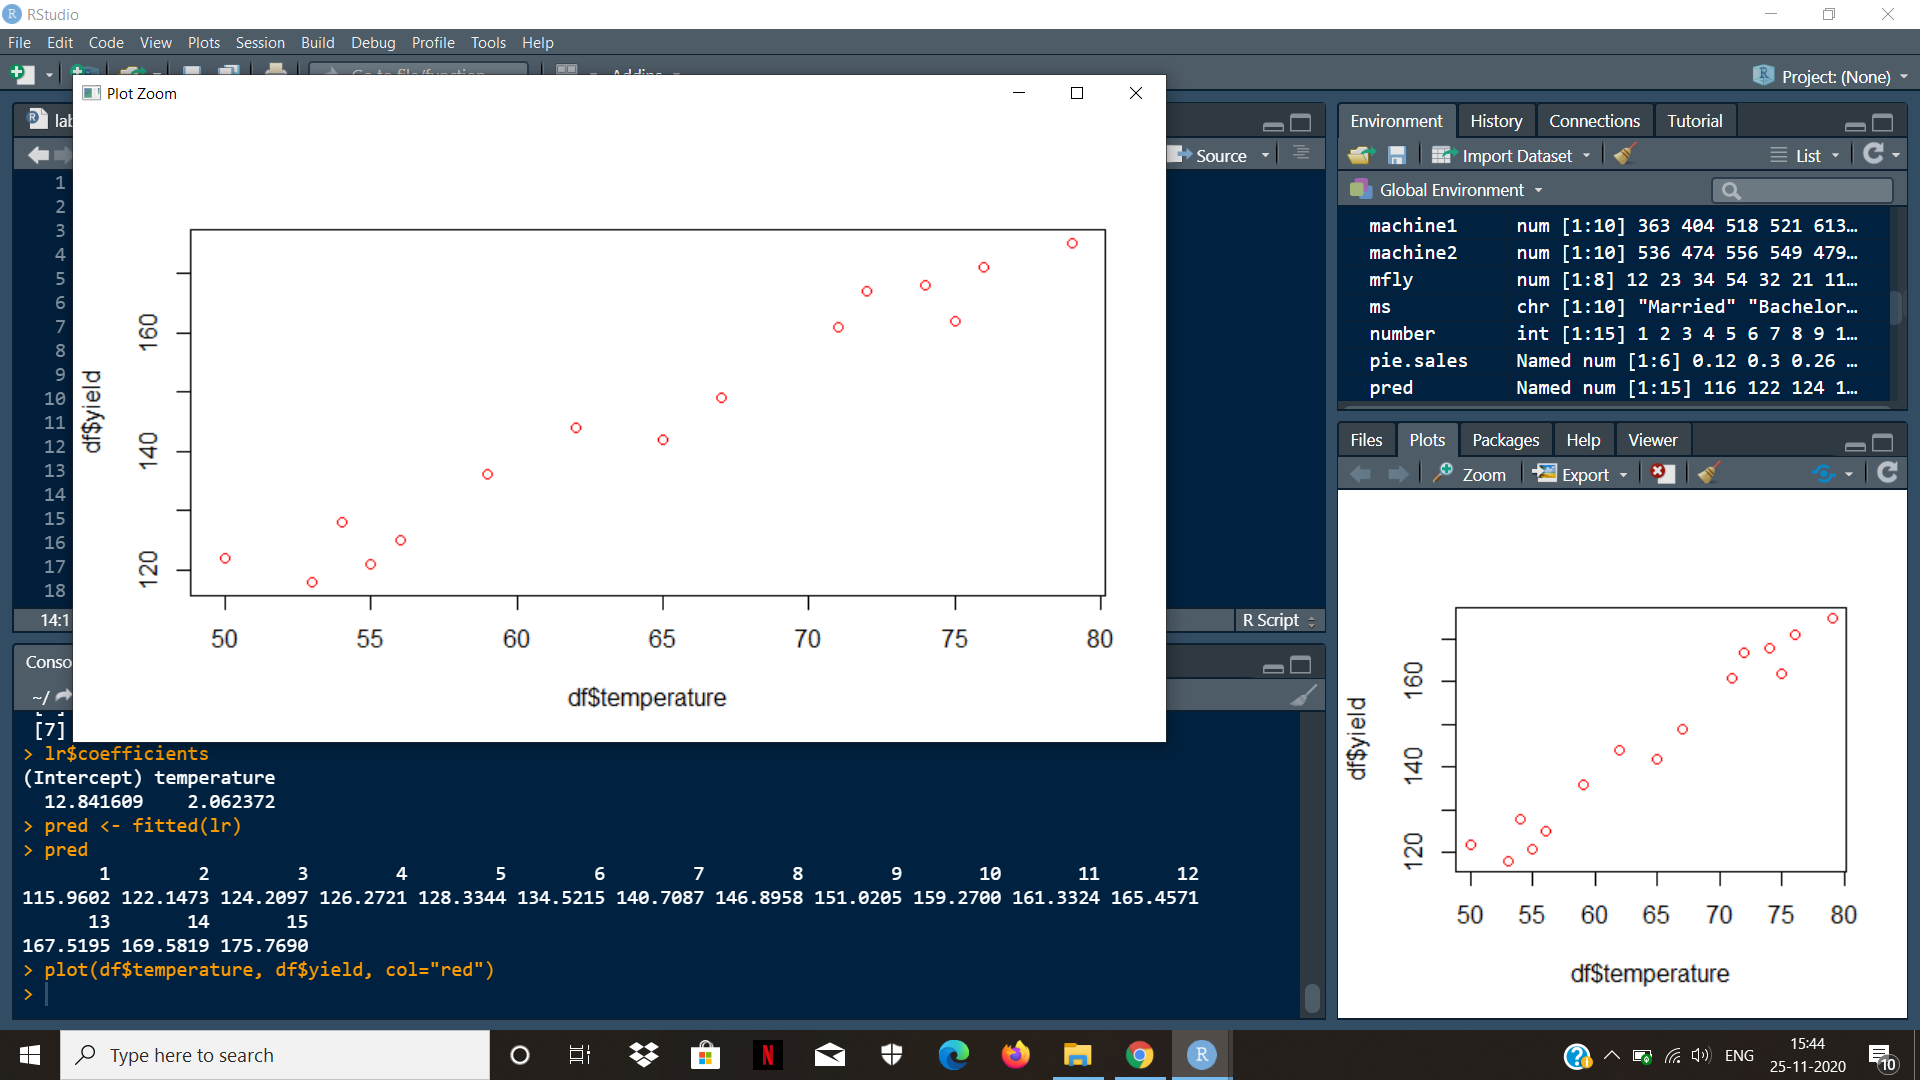 RStudio
File Edit Code View Plots Session Build Debug Profile Tools Help
Project: (None)
Plot Zoom
Source
1
2
3
4
5
6
7
8
9
10
11
12
13
14
15
16
17
18
14:1
R Script
160
140
120
df$yield
50 55 60 65 70 75 80
df$temperature
Conso
~/
[7]
> lr$coefficients
(Intercept) temperature
12.841609 2.062372
> pred <- fitted(lr)
> pred
1 2 3 4 5 6 7 8 9 10 11 12
115.9602 122.1473 124.2097 126.2721 128.3344 134.5215 140.7087 146.8958 151.0205 159.2700 161.3324 165.4571
13 14 15
167.5195 169.5819 175.7690
> plot(df$temperature, df$yield, col="red")
>
Environment History Connections Tutorial
Import Dataset List
Global Environment
machine1 num [1:10] 363 404 518 521 613…
machine2 num [1:10] 536 474 556 549 479…
mfly num [1:8] 12 23 34 54 32 21 11…
ms chr [1:10] "Married" "Bachelor…
number int [1:15] 1 2 3 4 5 6 7 8 9 1…
pie.sales Named num [1:6] 0.12 0.3 0.26 …
pred Named num [1:15] 116 122 124 1…
Files Plots Packages Help Viewer
Zoom Export
160
140
120
df$yield
50 55 60 65 70 75 80
df$temperature
Type here to search
ENG
15:44
25-11-2020
10